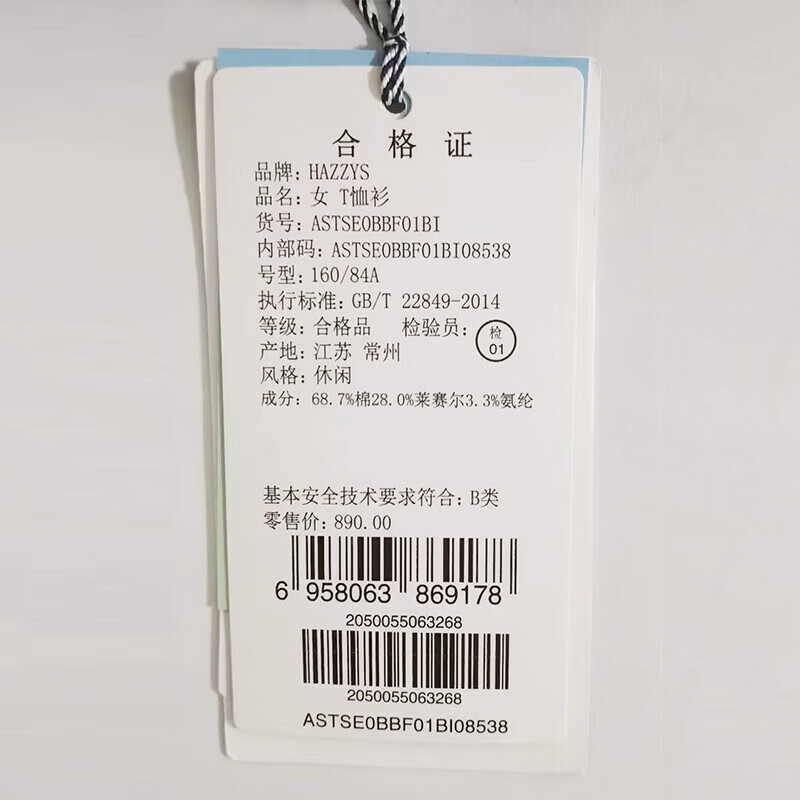 合格证
品牌: HAZZYS
品名: 女 T恤衫
货号: ASTSE0BBF01BI
内部码: ASTSE0BBF01BI08538
号型: 160/84A
执行标准: GB/T 22849-2014
等级: 合格品 检验员: 检 01
产地: 江苏 常州
风格: 休闲
成分: 68.7%棉28.0%莱赛尔3.3%氨纶
基本安全技术要求符合: B类
零售价: 890.00
6 958063 869178
2050055063268
2050055063268
ASTSE0BBF01BI08538